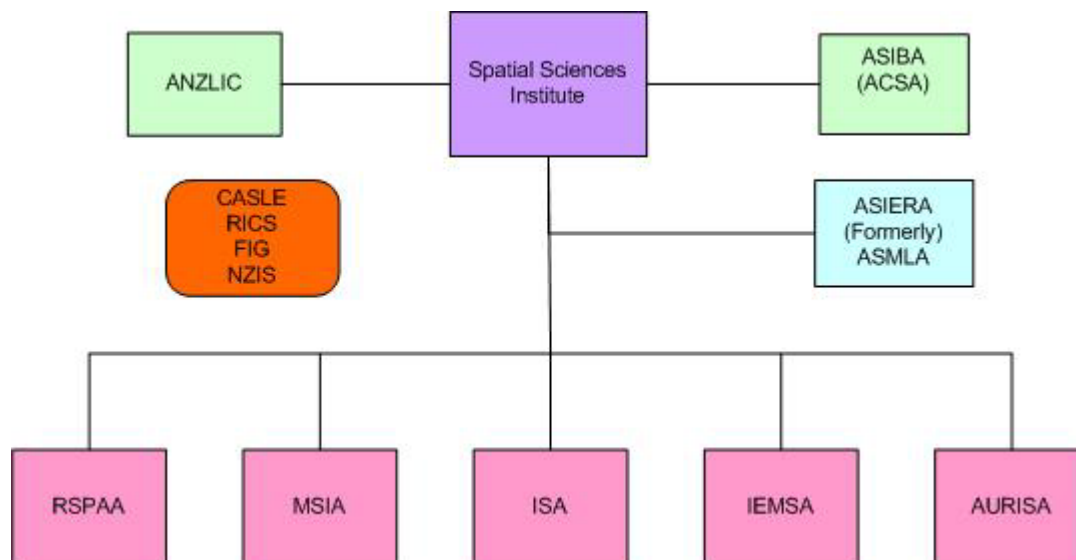 ANZLIC
Spatial Sciences
Institute
ASIBA
(ACSA)
CASLE
RICS
FIG
NZIS
ASIERA
(Formerly)
ASMLA
RSPAA
MSIA
ISA
IEMSA
AURISA